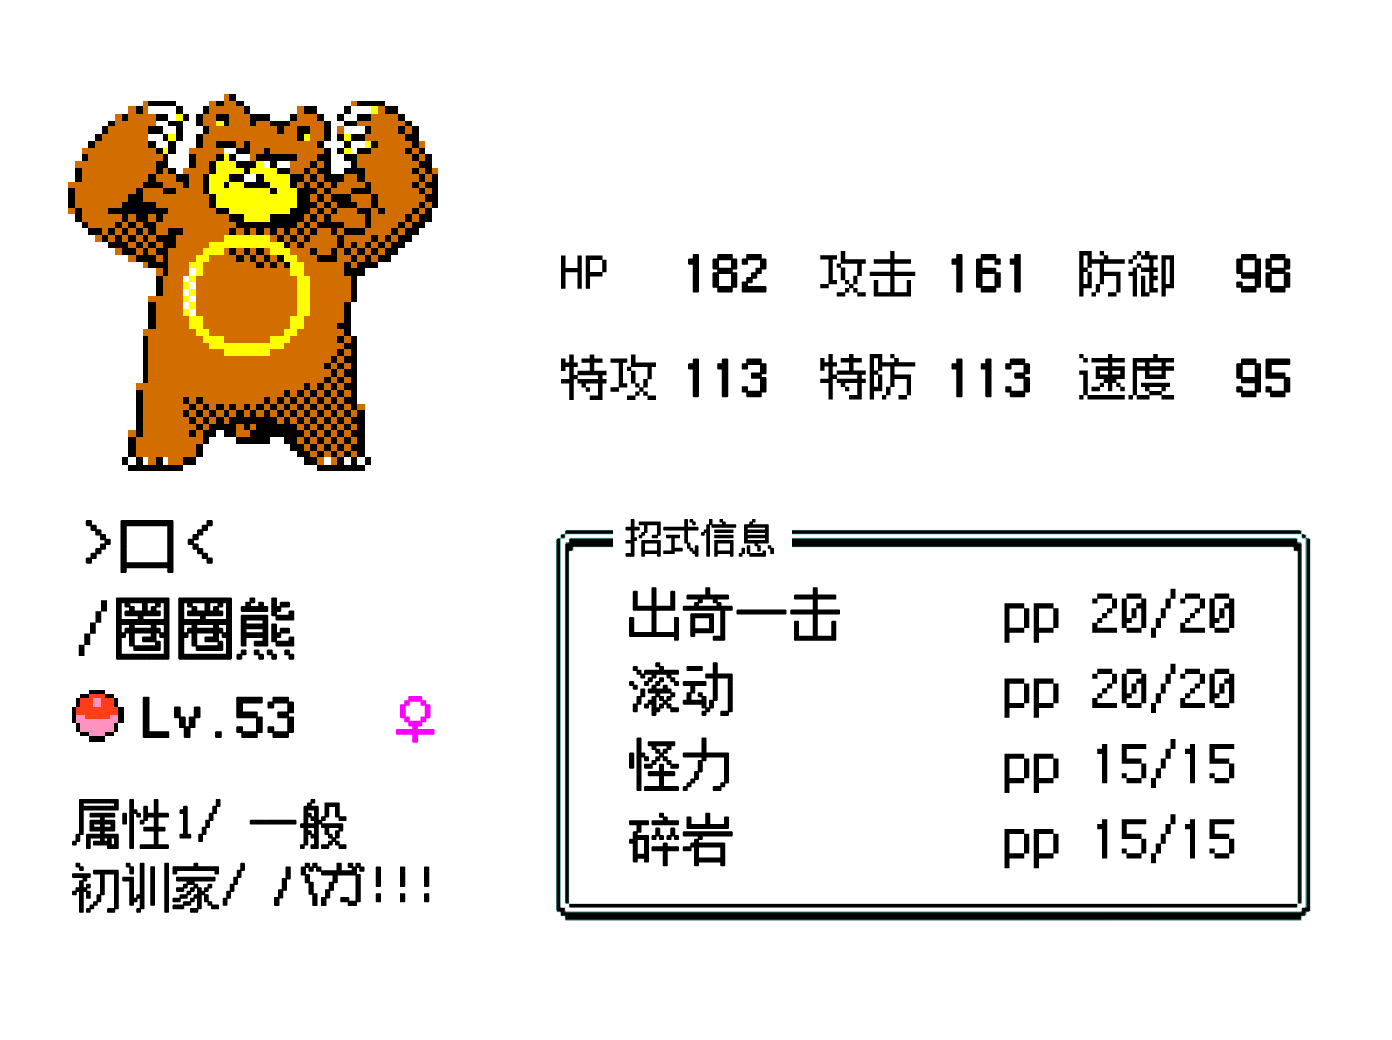 HP 182 攻击 161 防御 98
特攻 113 特防 113 速度 95
>口<
/圈圈熊
Lv.53 ♀
属性1/ 一般
初训家/ バガ!!!
招式信息
出奇一击 pp 20/20
滚动 pp 20/20
怪力 pp 15/15
碎岩 pp 15/15